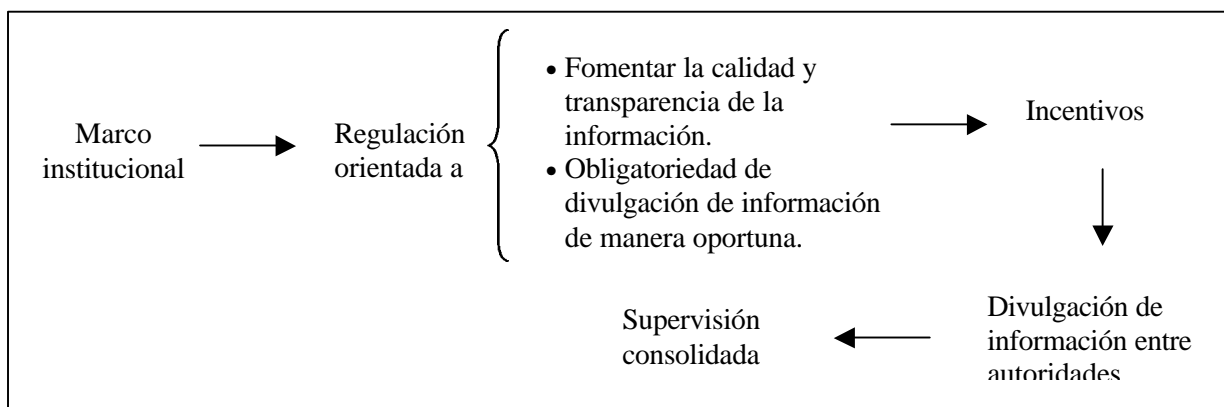 Marco
institucional
Regulación
orientada a
• Fomentar la calidad y
transparencia de la
información.
• Obligatoriedad de
divulgación de información
de manera oportuna.
Incentivos
Divulgación de
información entre
autoridades
Supervisión
consolidada